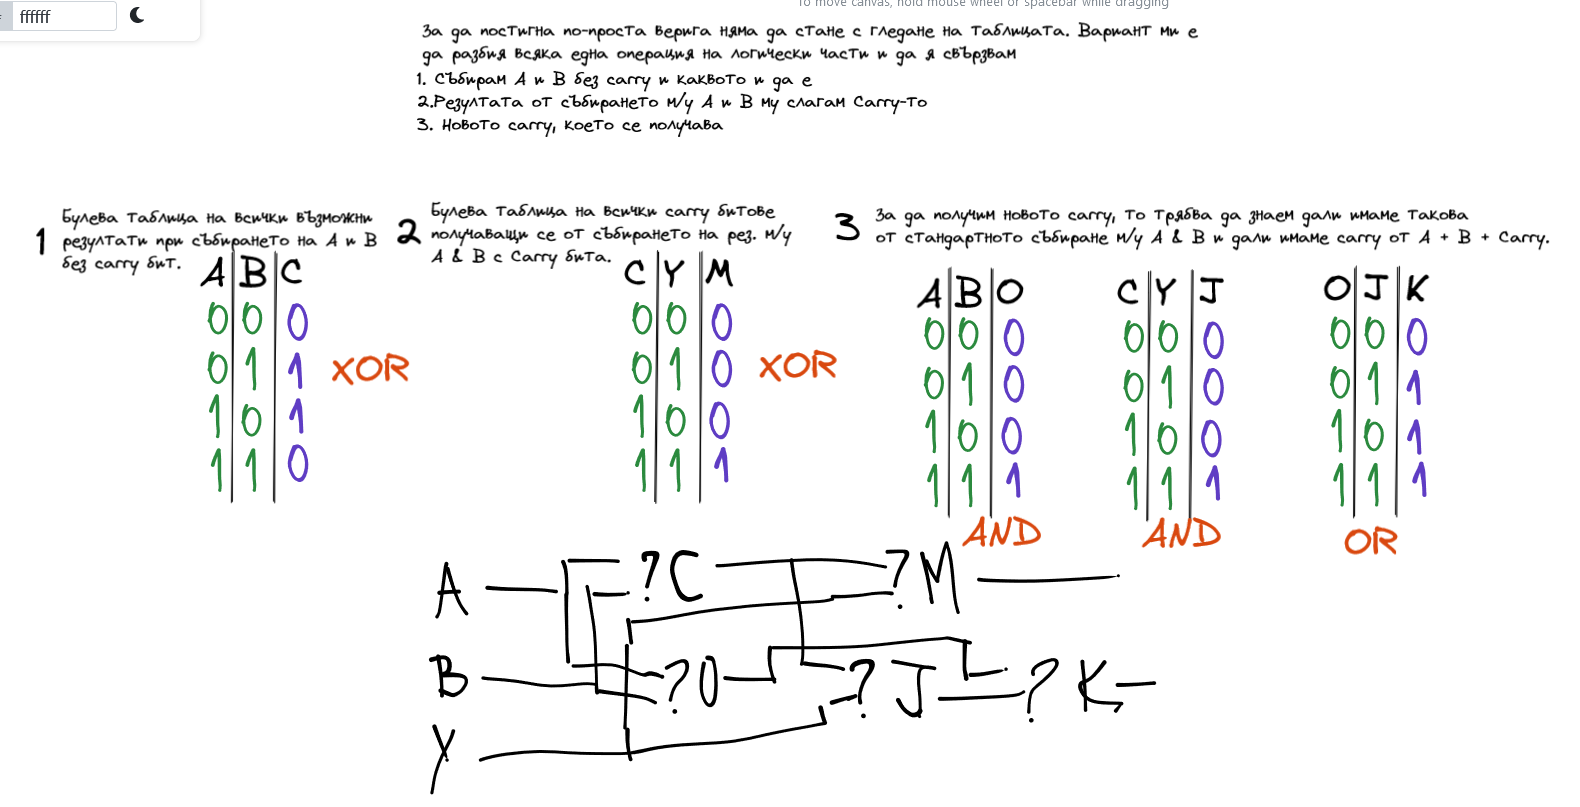 To move canvas, hold mouse wheel or spacebar while dragging
ffffff
За да постигна по-проста верига няма да стане с гледане на таблицата. Вариант ми е
да разбия всяка една операция на логически части и да я свързвам
1. Събирам А и В без carry и каквото и да е
2.Резултата от събирането м/у А и В му слагам Carry-то
3. Новото carry, което се получава
1
Булева таблица на всички възможни
резултати при събирането на А и В
без carry бит.
A B C
0 0 0
0 1 1
1 0 1
1 1 0
XOR
2
Булева таблица на всички carry битове
получаващи се от събирането на рез. м/у
А & В с Carry бита.
C Y M
0 0 0
0 1 0
1 0 0
1 1 1
XOR
3
За да получим новото carry, то трябва да знаем дали имаме такова
от стандартното събиране м/у А & В и дали имаме carry от А + В + Carry.
A B O
0 0 0
0 1 0
1 0 0
1 1 1
AND
C Y J
0 0 0
0 1 0
1 0 0
1 1 1
AND
O J K
0 0 0
0 1 1
1 0 1
1 1 1
OR
A ?C ?M
B ?O ?J ?K
Y